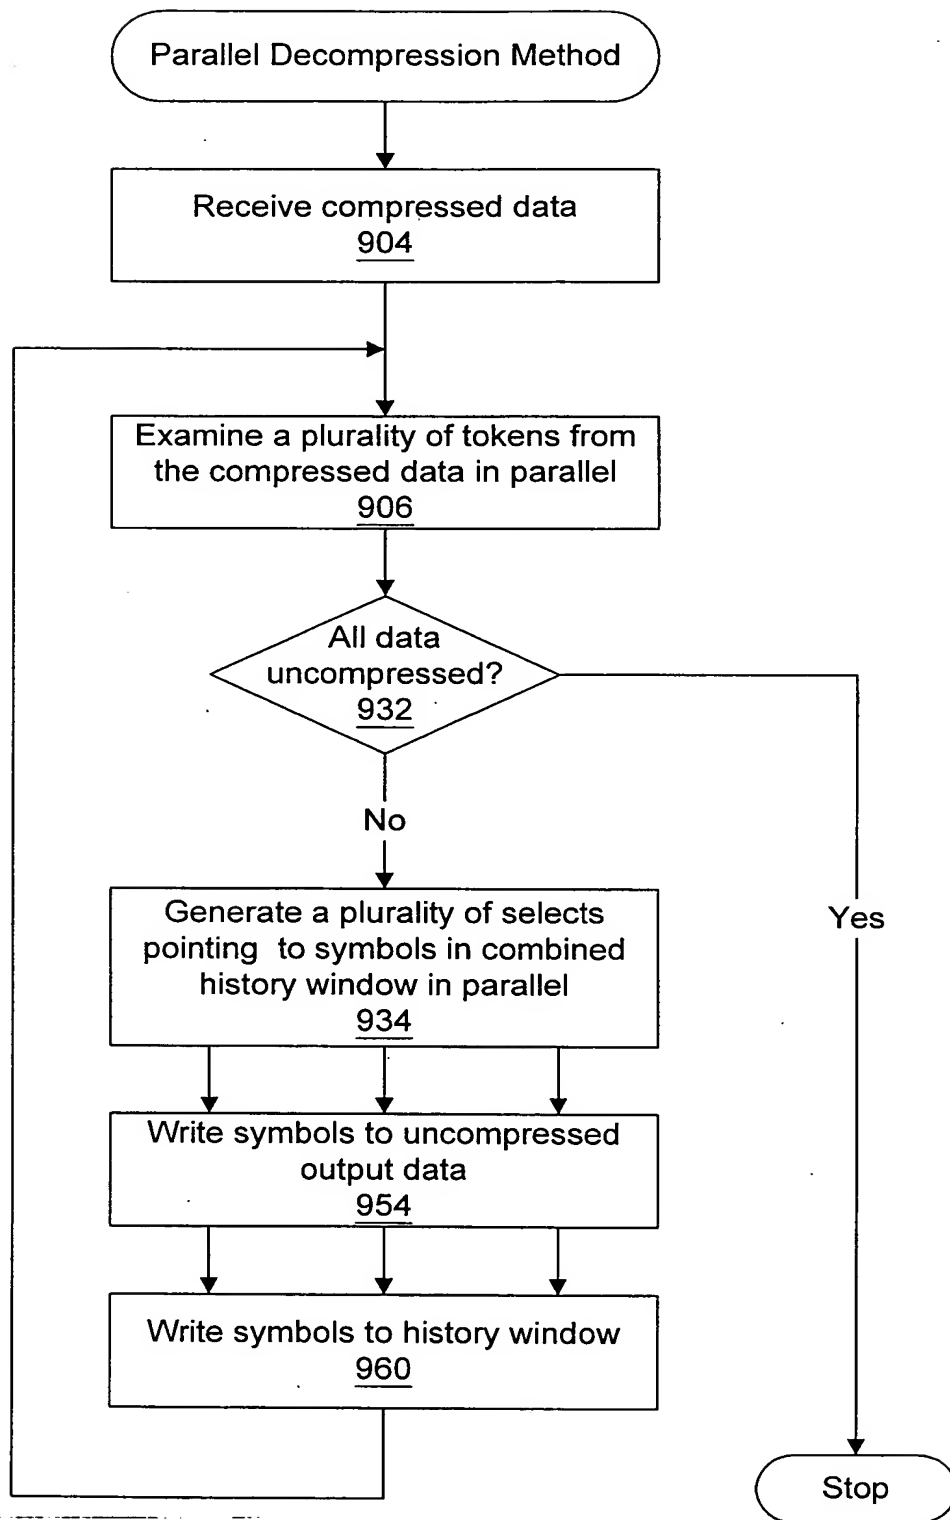 Parallel Decompression Method
Receive compressed data
904
Examine a plurality of tokens from
the compressed data in parallel
906
All data
uncompressed?
932
No
Yes
Generate a plurality of selects
pointing to symbols in combined
history window in parallel
934
Write symbols to uncompressed
output data
954
Write symbols to history window
960
Stop